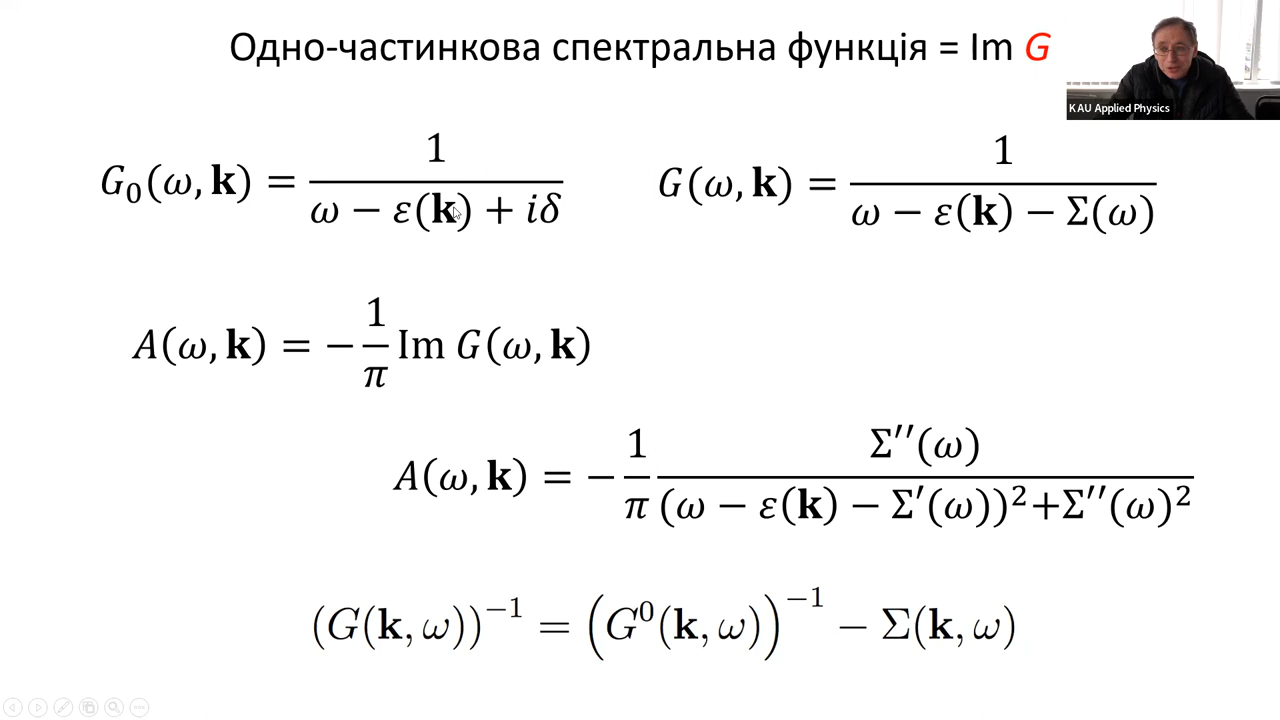 Одно-частинкова спектральна функція = Im G
KAU Applied Physics
G₀(ω, 𝐤) = 1 / (ω − ε(𝐤) + iδ)
G(ω, 𝐤) = 1 / (ω − ε(𝐤) − Σ(ω))
A(ω, 𝐤) = − 1/π Im G(ω, 𝐤)
A(ω, 𝐤) = − 1/π Σ′′(ω) / ((ω − ε(𝐤) − Σ′(ω))²+Σ′′(ω)²)
(G(𝐤, ω))⁻¹ = (G⁰(𝐤, ω))⁻¹ − Σ(𝐤, ω)